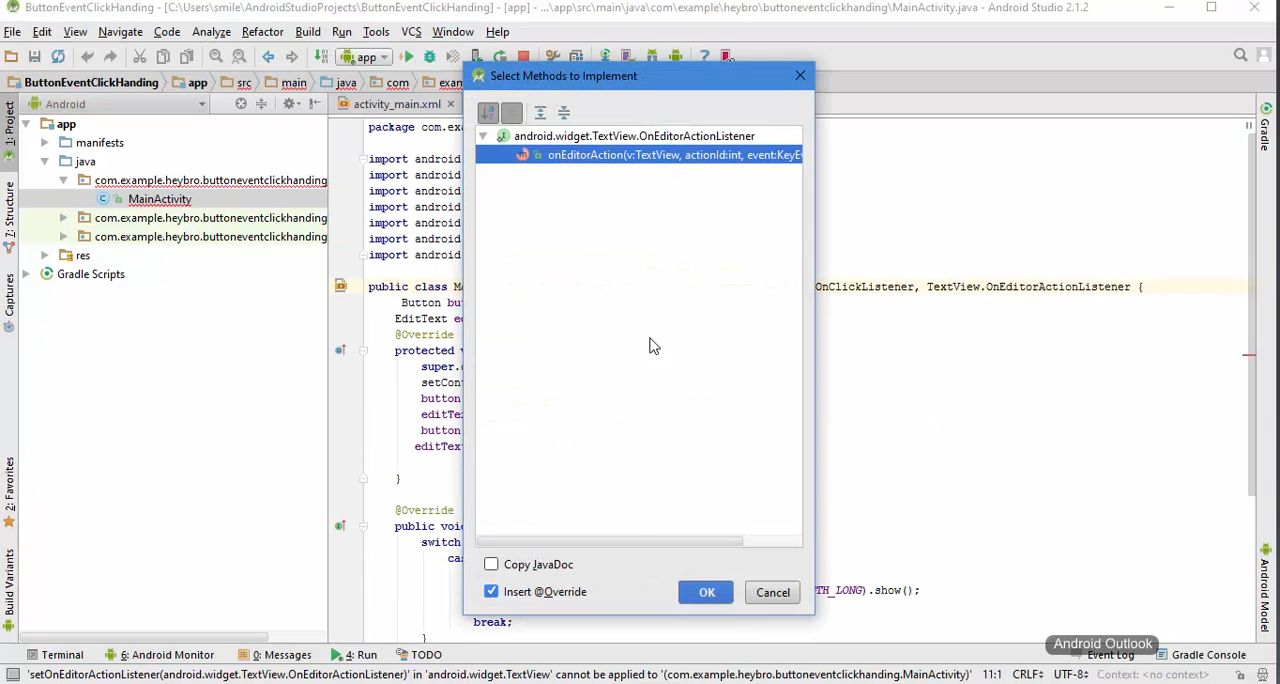 ButtonEventClickHanding - [C:\Users\smile\AndroidStudioProjects\ButtonEventClickHanding] - [app] - ...\app\src\main\java\com\example\heybro\buttoneventclickhanding\MainActivity.java - Android Studio 2.1.2
File Edit View Navigate Code Analyze Refactor Build Run Tools VCS Window Help
app
ButtonEventClickHanding app src main java com
Android
activity_main.xml
1: Project
7: Structure
Captures
2: Favorites
Build Variants
app
manifests
java
com.example.heybro.buttoneventclickhanding
MainActivity
com.example.heybro.buttoneventclickhanding
com.example.heybro.buttoneventclickhanding
res
Gradle Scripts
package com.exa
import android
import android
import android
import android
import android
import android
import android
public class M OnClickListener, TextView.OnEditorActionListener {
Button bu
EditText e
@Override
protected v
super.
setCon
button
editTex
button
editTex
}
@Override
public voi
switch
cas TH_LONG).show();
break;
}
Select Methods to Implement
android.widget.TextView.OnEditorActionListener
onEditorAction(v:TextView, actionId:int, event:KeyEv
Copy JavaDoc
Insert @Override
OK
Cancel
Gradle
Android Model
Android Outlook
Terminal 6: Android Monitor 0: Messages 4: Run TODO Event Log Gradle Console
'setOnEditorActionListener(android.widget.TextView.OnEditorActionListener)' in 'android.widget.TextView' cannot be applied to '(com.example.heybro.buttoneventclickhanding.MainActivity)' 11:1 CRLF UTF-8 Context: <no context>